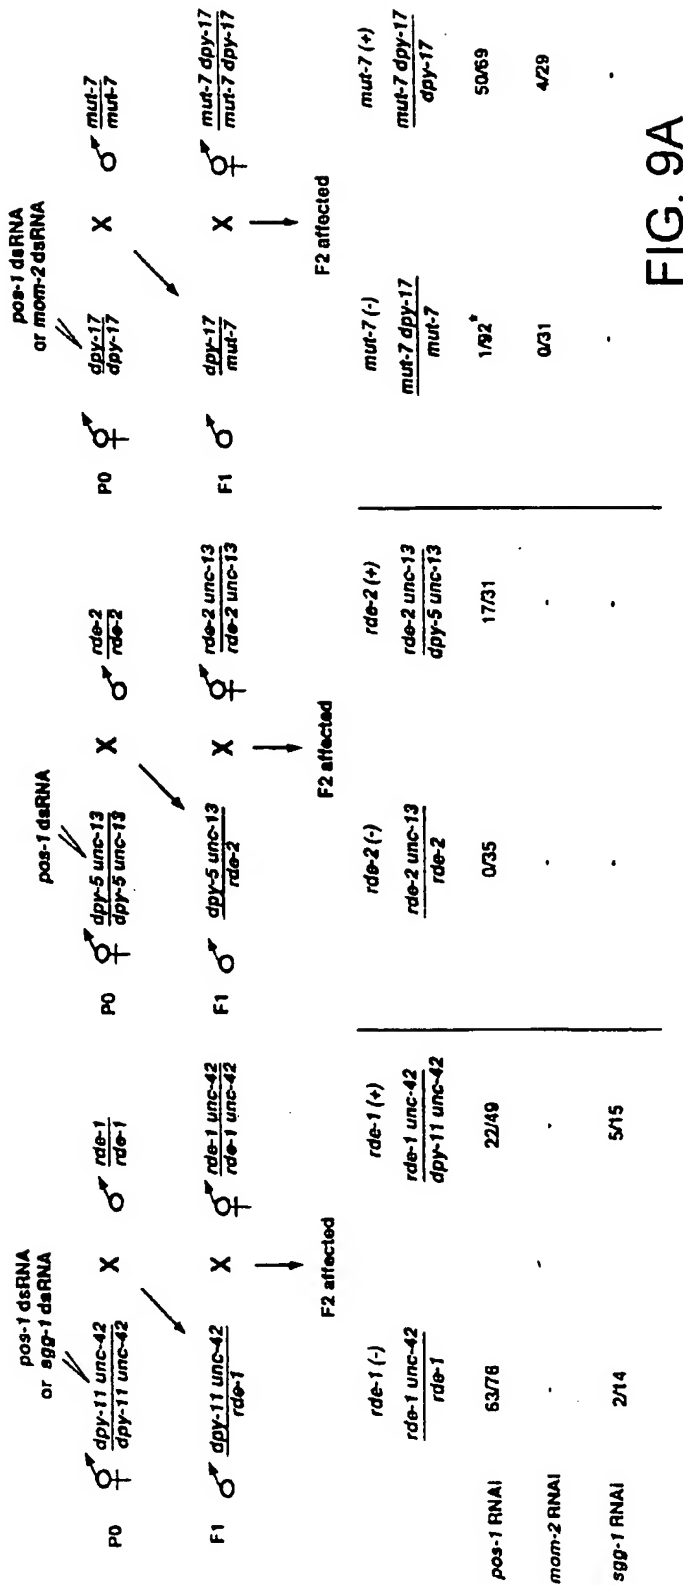 pos-1 dsRNA
or sgg-1 dsRNA
P0 dpy-11 unc-42 X rde-1
dpy-11 unc-42 rde-1
F1 dpy-11 unc-42 X rde-1 unc-42
rde-1 rde-1 unc-42
F2 affected
pos-1 dsRNA
P0 dpy-5 unc-13 X rde-2
dpy-5 unc-13 rde-2
F1 dpy-5 unc-13 X rde-2 unc-13
rde-2 rde-2 unc-13
F2 affected
pos-1 dsRNA
or mom-2 dsRNA
P0 dpy-17 X mut-7
dpy-17 mut-7
F1 dpy-17 X mut-7 dpy-17
mut-7 mut-7 dpy-17
F2 affected
rde-1 (-) rde-1 (+) rde-2 (-) rde-2 (+) mut-7 (-) mut-7 (+)
rde-1 unc-42 rde-1 unc-42 rde-2 unc-13 rde-2 unc-13 mut-7 dpy-17 mut-7 dpy-17
rde-1 dpy-11 unc-42 rde-2 dpy-5 unc-13 mut-7 dpy-17
pos-1 RNAi 63/76 22/49 0/35 17/31 1/92* 50/69
mom-2 RNAi - - - - 0/31 4/29
sgg-1 RNAi 2/14 5/15 - - - -
FIG. 9A